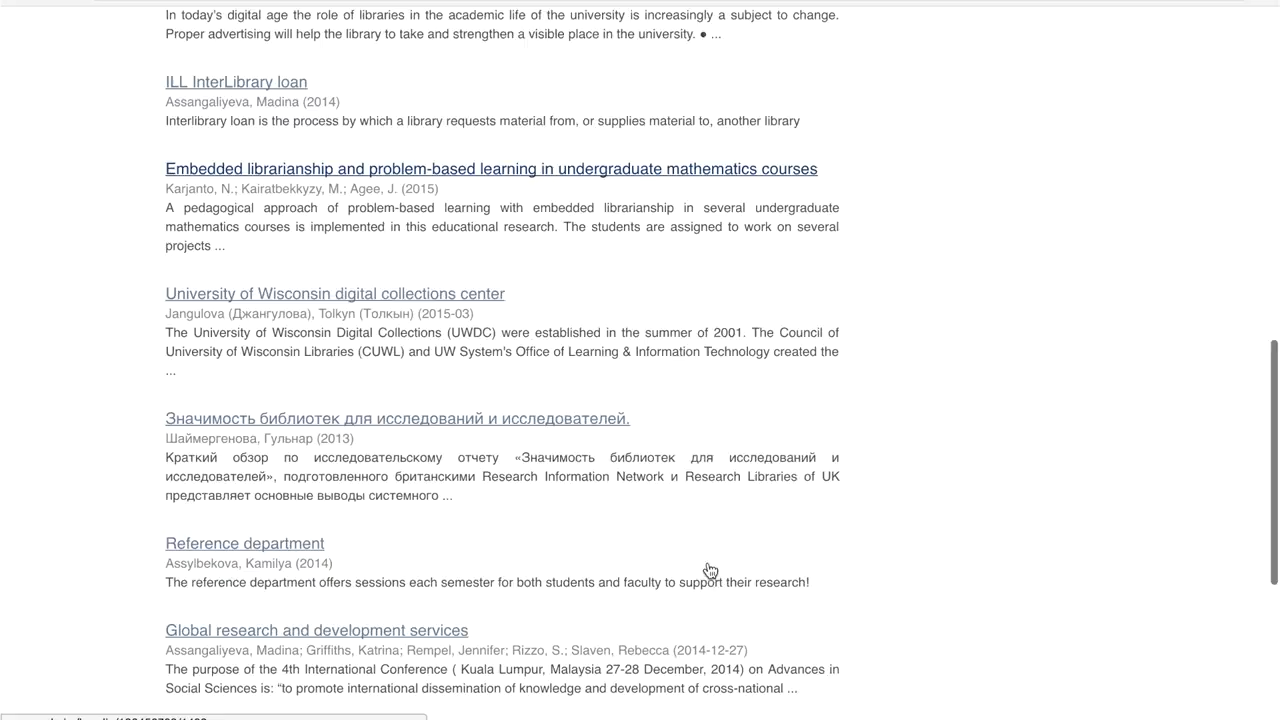 In today's digital age the role of libraries in the academic life of the university is increasingly a subject to change.
Proper advertising will help the library to take and strengthen a visible place in the university. ● ...
ILL InterLibrary loan
Assangaliyeva, Madina (2014)
Interlibrary loan is the process by which a library requests material from, or supplies material to, another library
Embedded librarianship and problem-based learning in undergraduate mathematics courses
Karjanto, N.; Kairatbekkyzy, M.; Agee, J. (2015)
A pedagogical approach of problem-based learning with embedded librarianship in several undergraduate
mathematics courses is implemented in this educational research. The students are assigned to work on several
projects ...
University of Wisconsin digital collections center
Jangulova (Джангулова), Tolkyn (Толкын) (2015-03)
The University of Wisconsin Digital Collections (UWDC) were established in the summer of 2001. The Council of
University of Wisconsin Libraries (CUWL) and UW System's Office of Learning & Information Technology created the
...
Значимость библиотек для исследований и исследователей.
Шаймергенова, Гульнар (2013)
Краткий обзор по исследовательскому отчету «Значимость библиотек для исследований и
исследователей», подготовленного британскими Research Information Network и Research Libraries of UK
представляет основные выводы системного ...
Reference department
Assylbekova, Kamilya (2014)
The reference department offers sessions each semester for both students and faculty to support their research!
Global research and development services
Assangaliyeva, Madina; Griffiths, Katrina; Rempel, Jennifer; Rizzo, S.; Slaven, Rebecca (2014-12-27)
The purpose of the 4th International Conference ( Kuala Lumpur, Malaysia 27-28 December, 2014) on Advances in
Social Sciences is: “to promote international dissemination of knowledge and development of cross-national ...